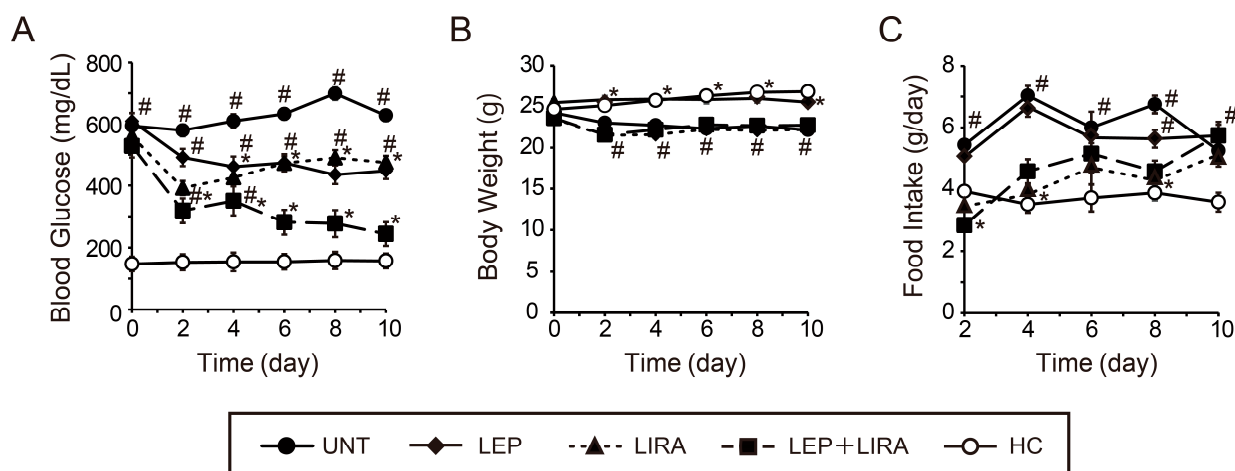 A
B
C
Blood Glucose (mg/dL)
800
600
400
200
0
# # # # # #
# # # # #
* * * *
#* #* * * *
0 2 4 6 8 10
Time (day)
Body Weight (g)
30
25
20
15
10
5
0
* * * * *
# # # # #
0 2 4 6 8 10
Time (day)
Food Intake (g/day)
8
6
4
2
0
# # # # #
#
* * *
2 4 6 8 10
Time (day)
UNT LEP LIRA LEP+LIRA HC